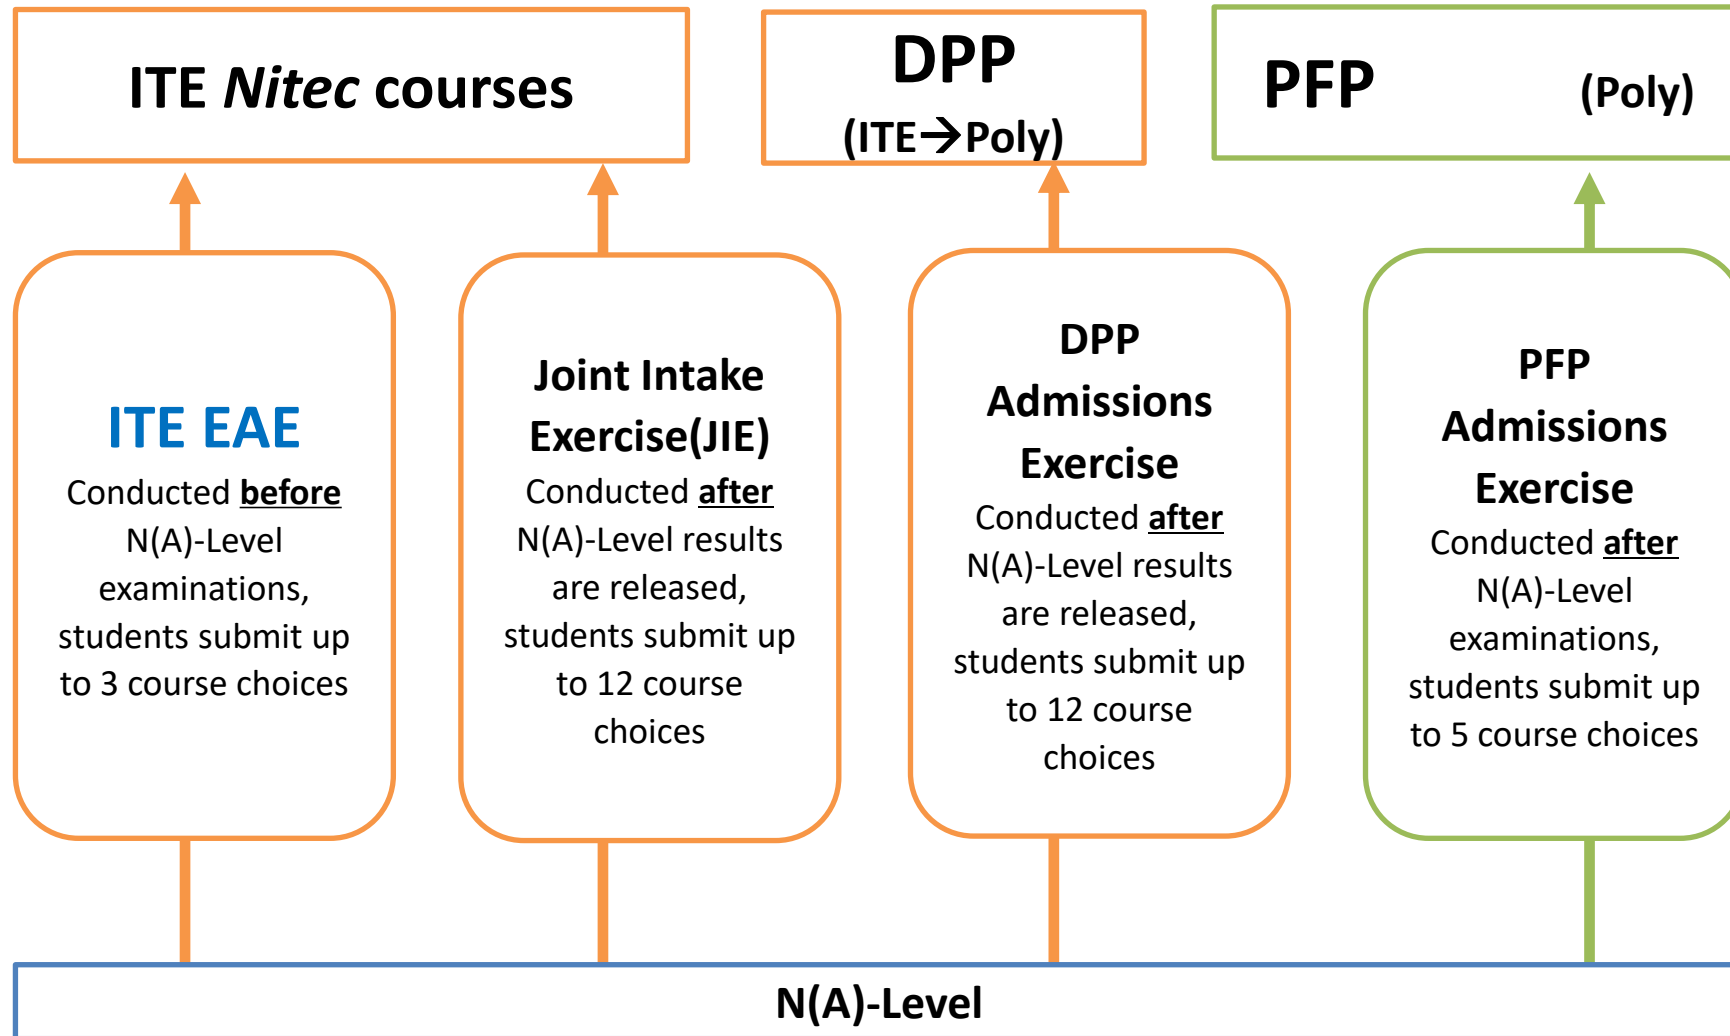 ITE Nitec courses
DPP
(ITE→Poly)
PFP (Poly)
ITE EAE
Conducted before
N(A)-Level
examinations,
students submit up
to 3 course choices
Joint Intake
Exercise(JIE)
Conducted after
N(A)-Level results
are released,
students submit up
to 12 course
choices
DPP
Admissions
Exercise
Conducted after
N(A)-Level results
are released,
students submit up
to 12 course
choices
PFP
Admissions
Exercise
Conducted after
N(A)-Level
examinations,
students submit up
to 5 course choices
N(A)-Level